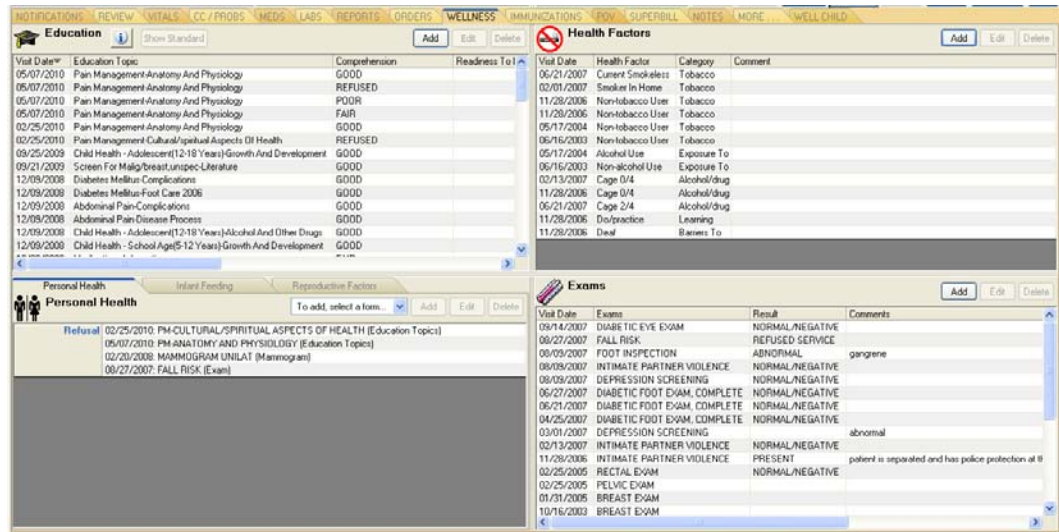 NOTIFICATIONS REVIEW VITALS CC / PROBS MEDS LABS REPORTS ORDERS WELLNESS IMMUNIZATIONS POV SUPERBILL NOTES MORE... WELL CHILD
Education Show Standard Add Edit Delete
Visit Date Education Topic Comprehension Readiness To
05/07/2010 Pain Management-Anatomy And Physiology GOOD
05/07/2010 Pain Management-Anatomy And Physiology REFUSED
05/07/2010 Pain Management-Anatomy And Physiology POOR
05/07/2010 Pain Management-Anatomy And Physiology FAIR
02/25/2010 Pain Management-Anatomy And Physiology GOOD
02/25/2010 Pain Management-Cultural/spiritual Aspects Of Health REFUSED
09/25/2009 Child Health - Adolescent(12-18 Years)-Growth And Development GOOD
09/21/2009 Screen For Malig/breast,unspec-Literature GOOD
12/09/2008 Diabetes Mellitus-Complications GOOD
12/09/2008 Diabetes Mellitus-Foot Care 2006 GOOD
12/09/2008 Abdominal Pain-Complications GOOD
12/09/2008 Abdominal Pain-Disease Process GOOD
12/09/2008 Child Health - Adolescent(12-18 Years)-Alcohol And Other Drugs GOOD
12/09/2008 Child Health - School Age(5-12 Years)-Growth And Development GOOD
Health Factors Add Edit Delete
Visit Date Health Factor Category Comment
06/21/2007 Current Smokeless Tobacco
02/01/2007 Smoker In Home Tobacco
11/28/2006 Non-tobacco User Tobacco
11/28/2006 Non-tobacco User Tobacco
05/17/2004 Non-tobacco User Tobacco
06/16/2003 Non-tobacco User Tobacco
05/17/2004 Alcohol Use Exposure To
06/16/2003 Non-alcohol Use Exposure To
02/13/2007 Cage 0/4 Alcohol/drug
11/28/2006 Cage 0/4 Alcohol/drug
06/21/2007 Cage 2/4 Alcohol/drug
11/28/2006 Do/practice Learning
11/28/2006 Deaf Barriers To
Personal Health Infant Feeding Reproductive Factors
Personal Health To add, select a form... Add Edit Delete
Refusal 02/25/2010: PM-CULTURAL/SPIRITUAL ASPECTS OF HEALTH (Education Topics)
05/07/2010: PM-ANATOMY AND PHYSIOLOGY (Education Topics)
02/20/2008: MAMMOGRAM UNILAT (Mammogram)
08/27/2007: FALL RISK (Exam)
Exams Add Edit Delete
Visit Date Exams Result Comments
09/14/2007 DIABETIC EYE EXAM NORMAL/NEGATIVE
08/27/2007 FALL RISK REFUSED SERVICE
08/09/2007 FOOT INSPECTION ABNORMAL gangrene
08/09/2007 INTIMATE PARTNER VIOLENCE NORMAL/NEGATIVE
08/09/2007 DEPRESSION SCREENING NORMAL/NEGATIVE
06/27/2007 DIABETIC FOOT EXAM, COMPLETE NORMAL/NEGATIVE
06/21/2007 DIABETIC FOOT EXAM, COMPLETE NORMAL/NEGATIVE
04/25/2007 DIABETIC FOOT EXAM, COMPLETE NORMAL/NEGATIVE
03/01/2007 DEPRESSION SCREENING abnormal
02/13/2007 INTIMATE PARTNER VIOLENCE NORMAL/NEGATIVE
11/28/2006 INTIMATE PARTNER VIOLENCE PRESENT patient is separated and has police protection at
02/25/2005 RECTAL EXAM NORMAL/NEGATIVE
02/25/2005 PELVIC EXAM
01/31/2005 BREAST EXAM
10/16/2003 BREAST EXAM